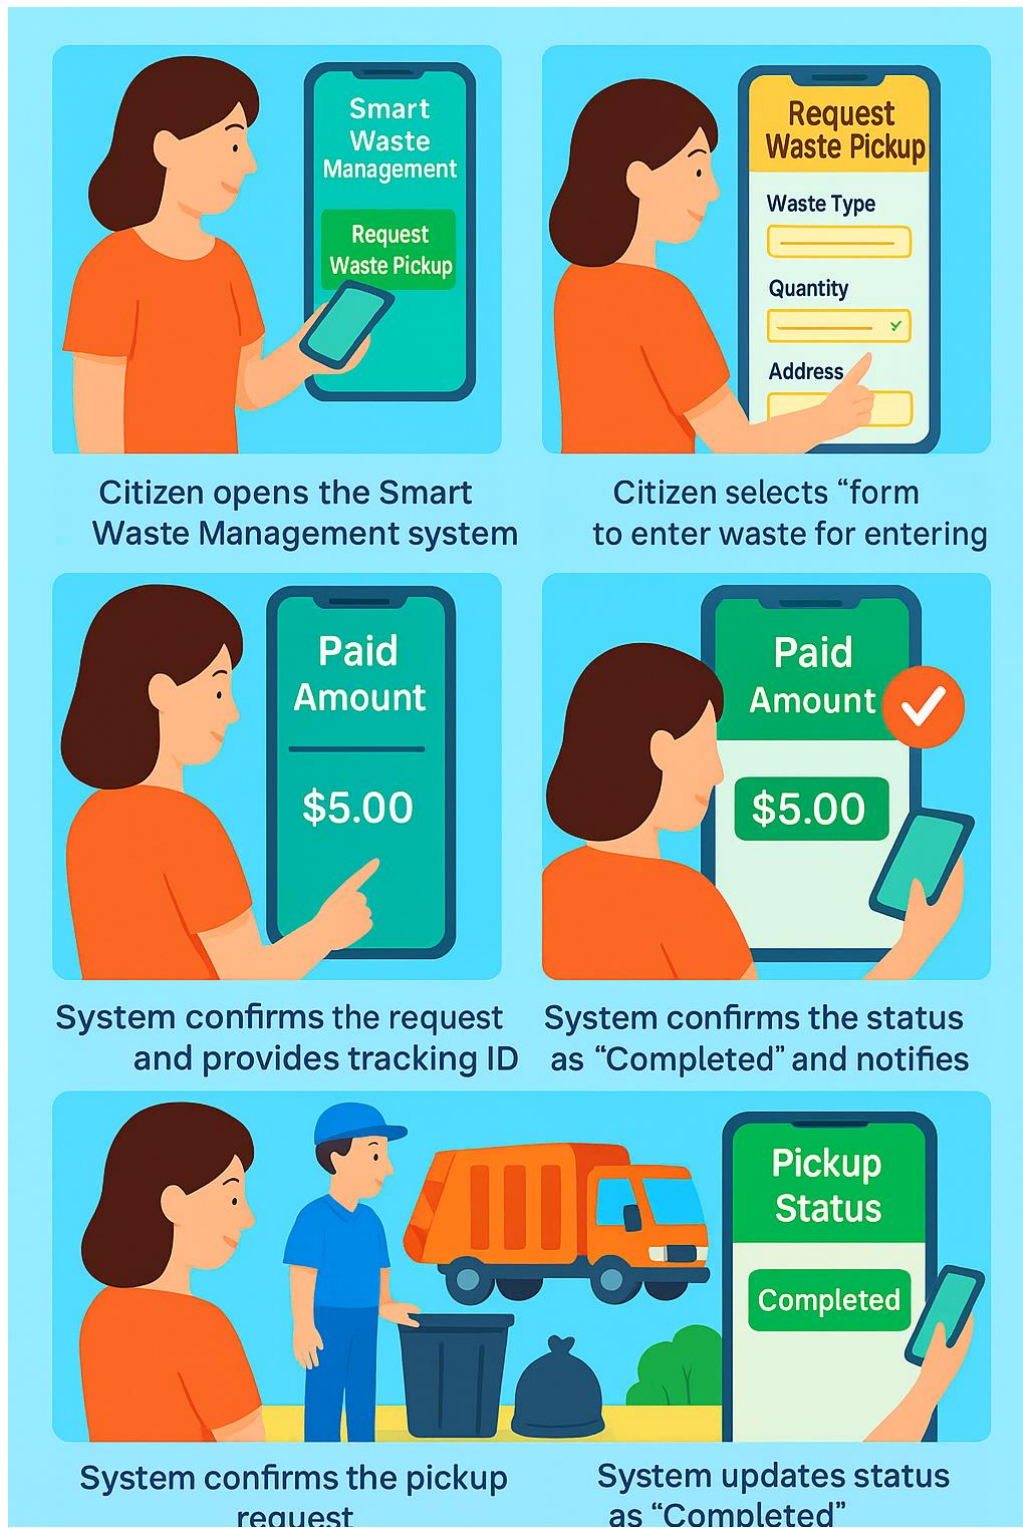 Smart
Waste
Management
Request
Waste Pickup
Citizen opens the Smart
Waste Management system
Request
Waste Pickup
Waste Type
Quantity
Address
Citizen selects “form
to enter waste for entering
Paid
Amount
$5.00
System confirms the request
and provides tracking ID
Paid
Amount
$5.00
System confirms the status
as “Completed” and notifies
Pickup
Status
Completed
System confirms the pickup
request
System updates status
as “Completed”